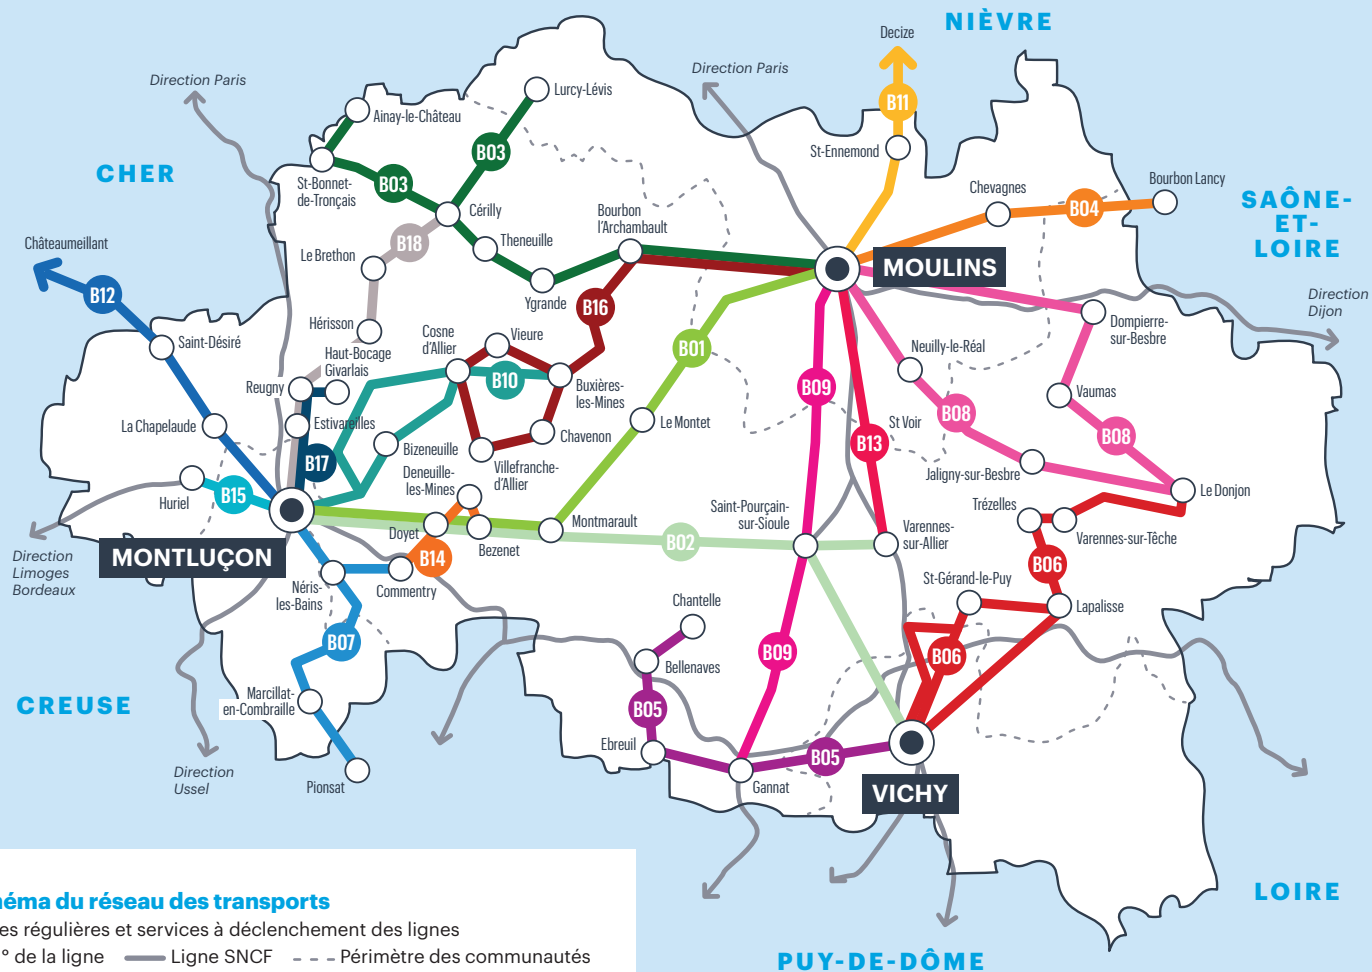 NIÈVRE
Decize
Direction Paris
Direction Paris
B11
Lurcy-Lévis
Ainay-le-Château
St-Ennemond
B03
CHER
St-Bonnet-
de-Tronçais
B03
Chevagnes
B04
Bourbon Lancy
SAÔNE-
ET-
LOIRE
Cérilly
Bourbon
l'Archambault
Châteaumeillant
B18
Theneuille
Le Brethon
MOULINS
B12
Ygrande
B16
Direction
Dijon
Hérisson
Cosne
d'Allier
Vieure
Dompierre-
sur-Besbre
Saint-Désiré
Haut-Bocage
Givarlais
B01
Neuilly-le-Réal
Reugny
B10
Buxières-
les-Mines
B09
Vaumas
La Chapelaude
Estivareilles
Le Montet
St Voir
B08
B08
Chavenon
B13
Bizeneuille
B17
Villefranche-
d'Allier
Deneuille-
les-Mines
Jaligny-sur-Besbre
Le Donjon
Huriel
B15
Trézelles
Saint-Pourçain-
sur-Sioule
Montmarault
Doyet
Bezenet
B02
Varennes-
sur-Allier
Varennes-sur-Tèche
MONTLUÇON
B14
Direction
Limoges
Bordeaux
B06
St-Gérand-le-Puy
Néris-
les-Bains
Commentry
Chantelle
Lapalisse
B07
B09
B06
Bellenaves
CREUSE
Marcillat-
en-Combraille
B05
Ebreuil
B05
Direction
Ussel
Pionsat
Gannat
VICHY
LOIRE
PUY-DE-DÔME
éma du réseau des transports
es régulières et services à déclenchement des lignes
° de la ligne Ligne SNCF Périmètre des communautés